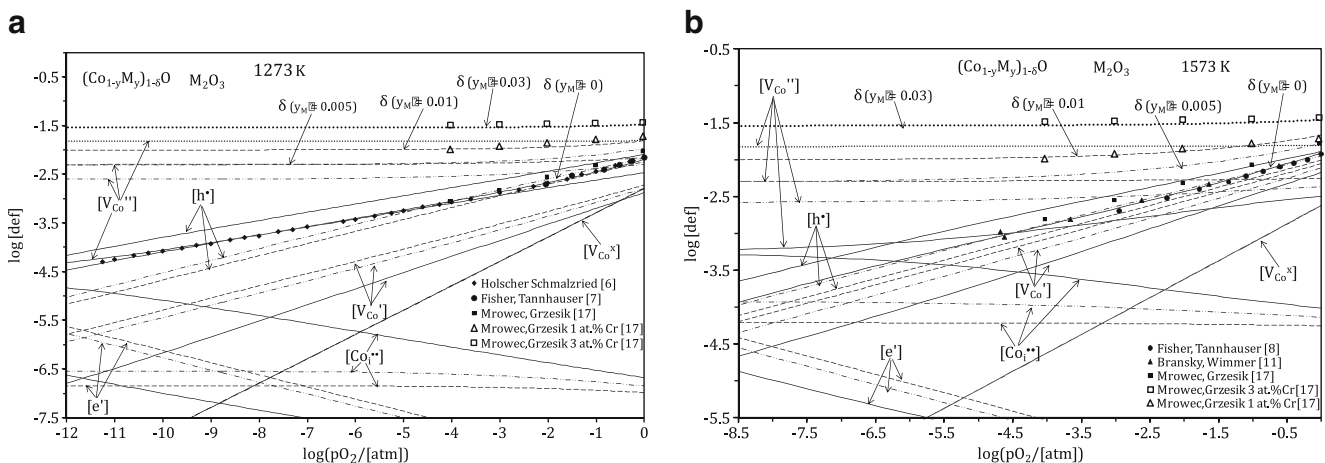 a
-0.5
-1.5
-2.5
-3.5
-4.5
-5.5
-6.5
-7.5
log [def]
(Co1-yMy)1-δO M2O3 1273 K
δ (yM⍰=0.005)
δ (yM⍰=0.01)
δ (yM⍰=0.03)
δ (yM⍰=0)
[VCo'']
[h•]
[VCo']
[VCox]
[Coi••]
[e']
Holscher Schmalzried [6]
Fisher, Tannhauser [7]
Mrowec, Grzesik [17]
Mrowec,Grzesik 1 at.% Cr [17]
Mrowec,Grzesik 3 at.% Cr [17]
-12 -11 -10 -9 -8 -7 -6 -5 -4 -3 -2 -1 0
log(pO2/[atm])
b
-0.5
-1.5
-2.5
-3.5
-4.5
-5.5
log [def]
(Co1-yMy)1-δO M2O3 1573 K
[VCo'']
δ (yM⍰=0.03)
δ (yM⍰=0.01
δ (yM⍰=0.005)
δ (yM⍰=0)
[h•]
[VCo']
[VCox]
[Coi••]
[e']
Fisher, Tannhauser [8]
Bransky, Wimmer [11]
Mrowec, Grzesik [17]
Mrowec,Grzesik 3 at.%Cr[17]
Mrowec,Grzesik 1 at.%Cr[17]
-8.5 -7.5 -6.5 -5.5 -4.5 -3.5 -2.5 -1.5 -0.5
log(pO2/[atm])